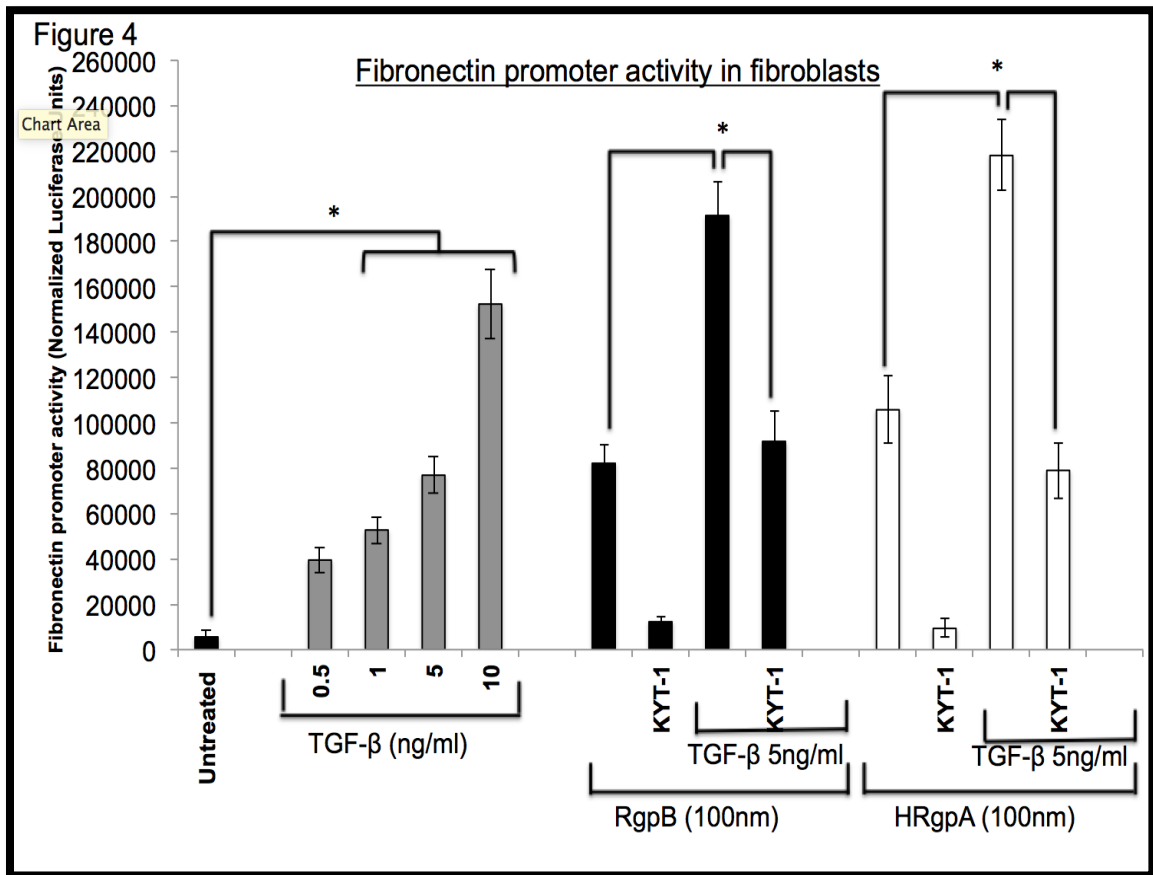 Figure 4
Fibronectin promoter activity in fibroblasts
Fibronectin promoter activity (Normalized Luciferase Units)
Chart Area
260000
240000
220000
200000
180000
160000
140000
120000
100000
80000
60000
40000
20000
0
*
*
*
Untreated
0.5
1
5
10
KYT-1
KYT-1
KYT-1
KYT-1
TGF-β (ng/ml)
TGF-β 5ng/ml
TGF-β 5ng/ml
RgpB (100nm)
HRgpA (100nm)